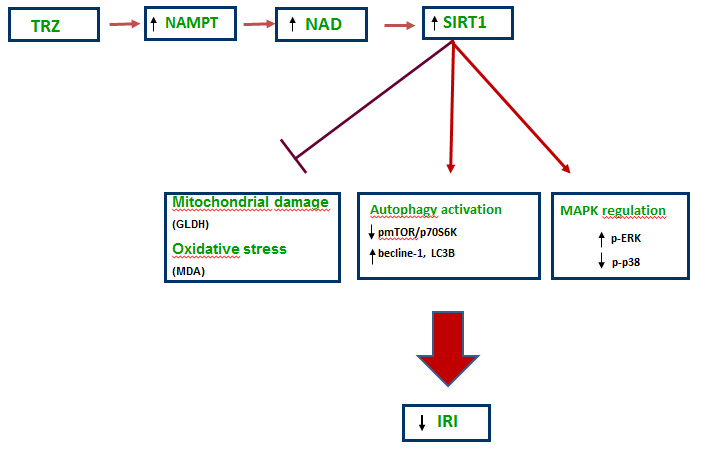 TRZ
↑ NAMPT
↑ NAD
↑ SIRT1
Mitochondrial damage
(GLDH)
Oxidative stress
(MDA)
Autophagy activation
↓ pmTOR/p70S6K
↑ becline-1, LC3B
MAPK regulation
↑ p-ERK
↓ p-p38
↓ IRI